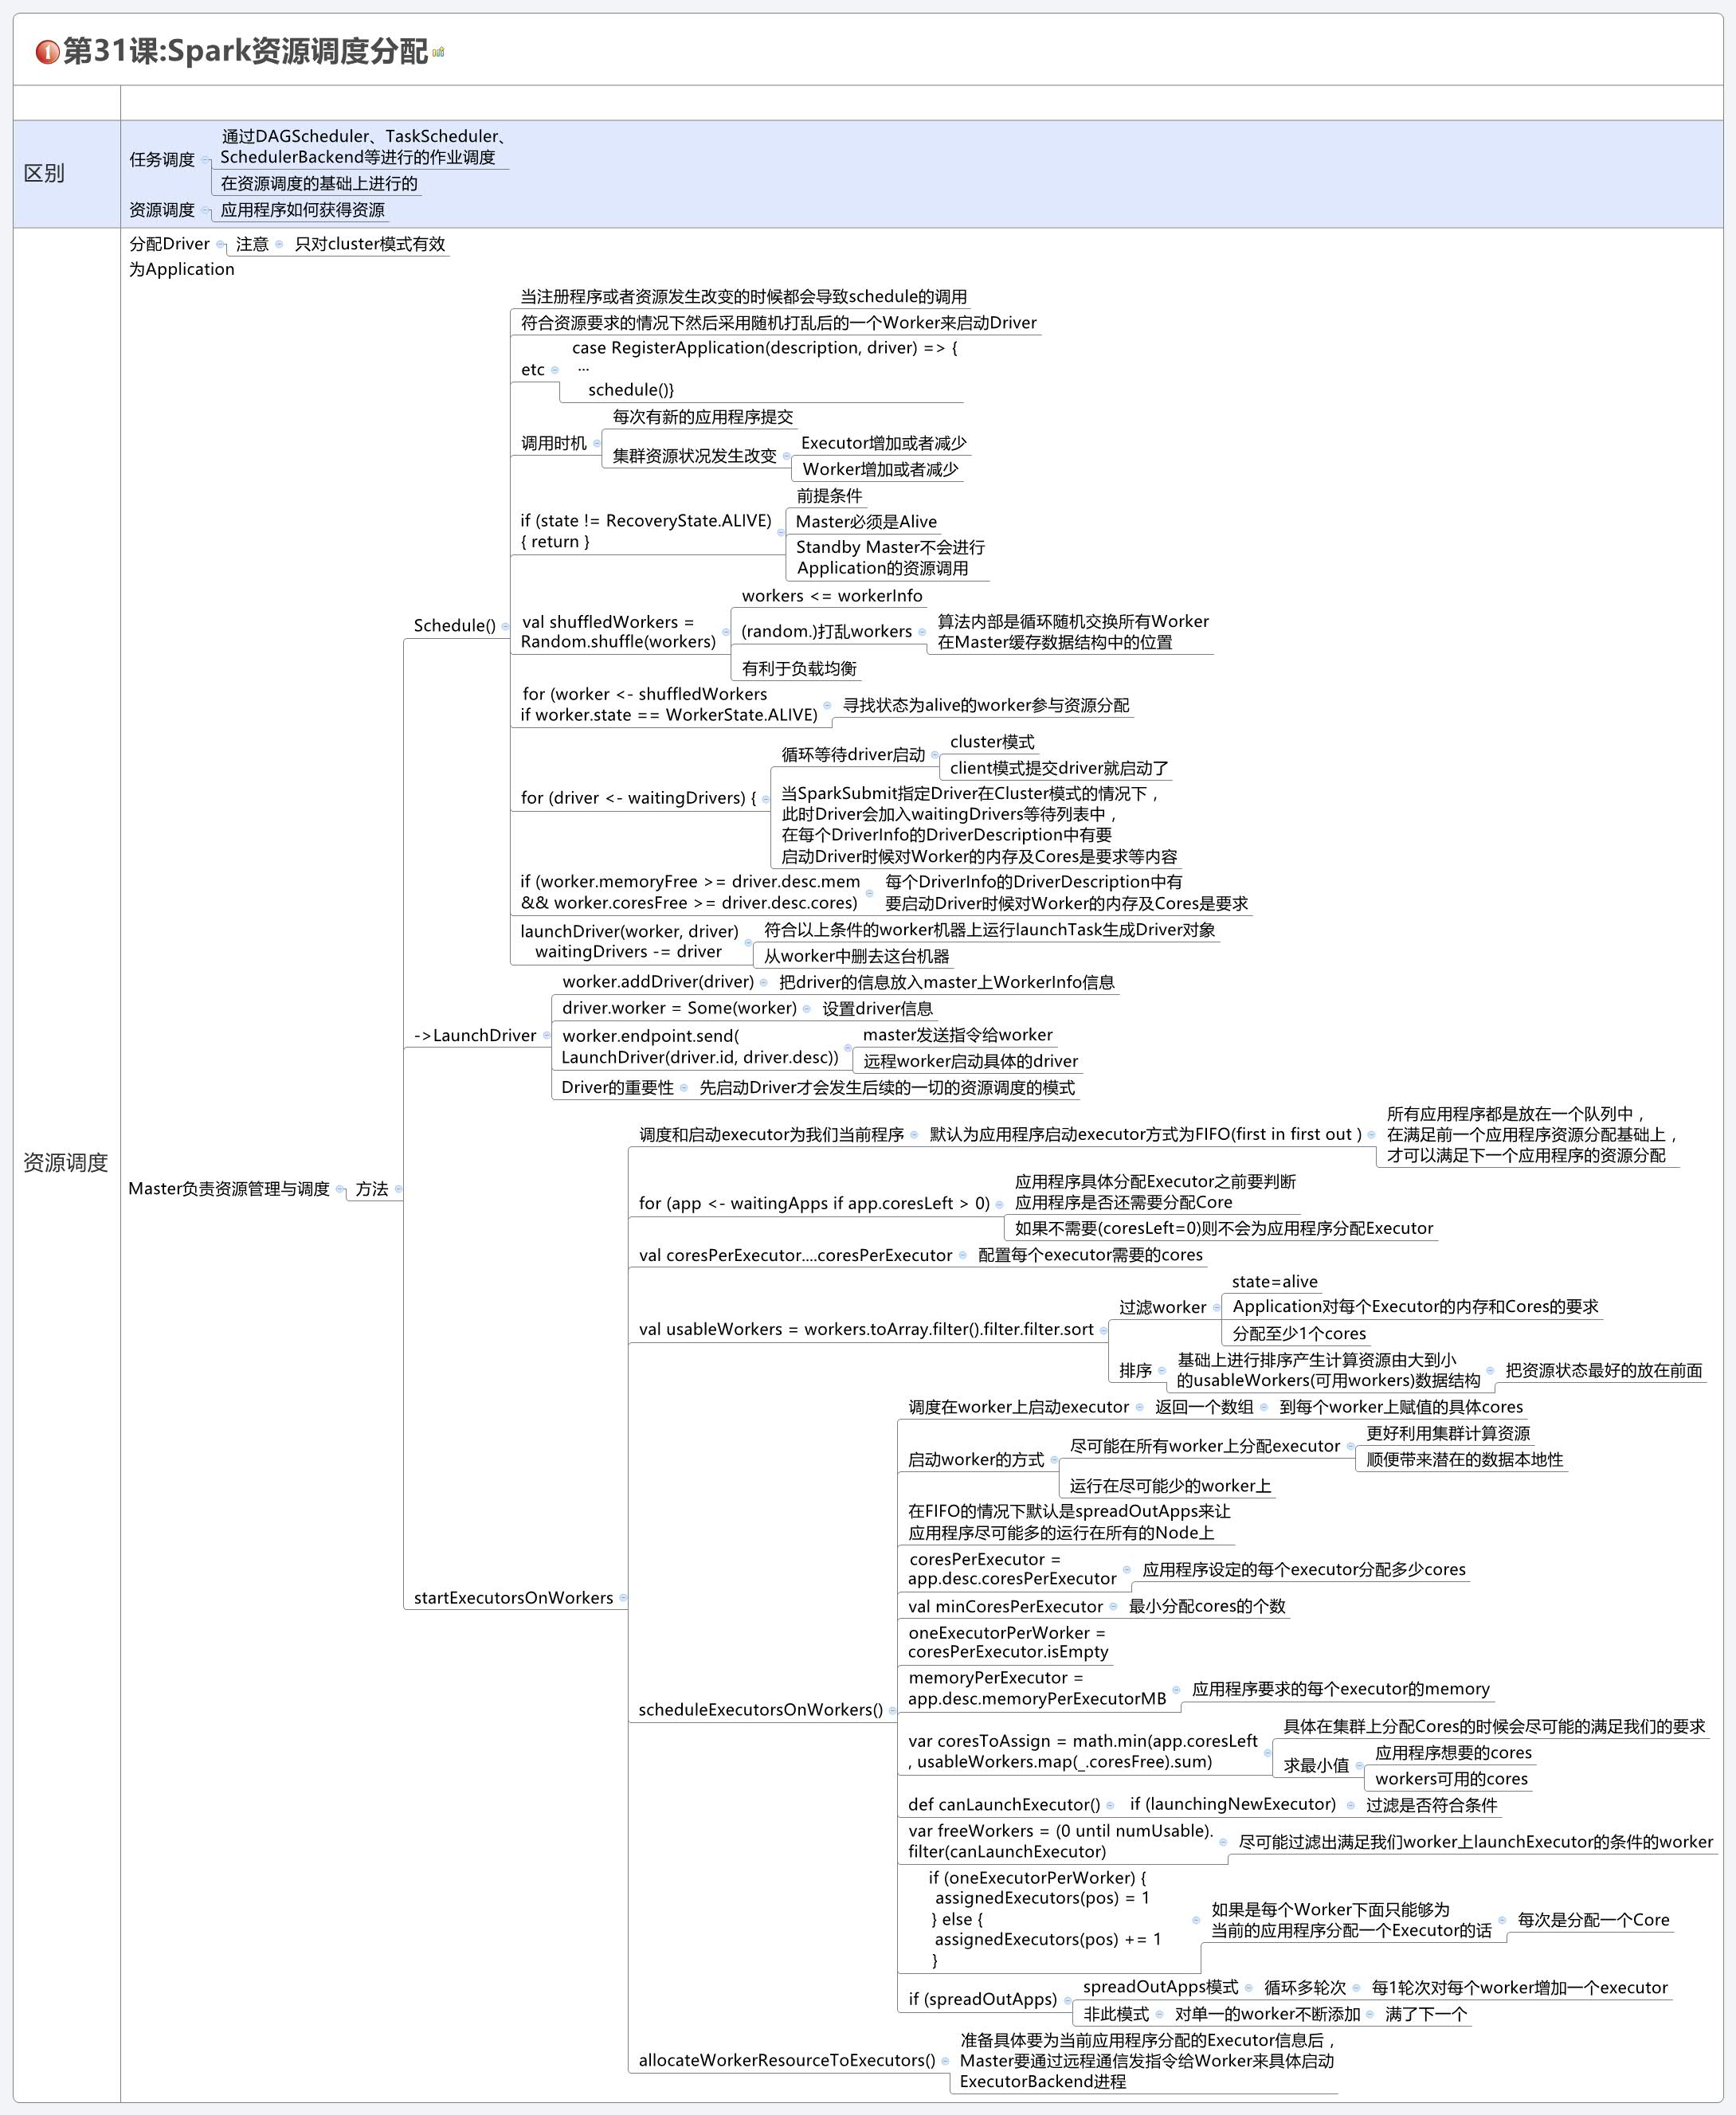 第31课:Spark资源调度分配
区别
任务调度
通过DAGScheduler、TaskScheduler、
SchedulerBackend等进行的作业调度
在资源调度的基础上进行的
资源调度
应用程序如何获得资源
资源调度
分配Driver
注意
只对cluster模式有效
为Application
Master负责资源管理与调度
方法
Schedule()
当注册程序或者资源发生改变的时候都会导致schedule的调用
符合资源要求的情况下然后采用随机打乱后的一个Worker来启动Driver
etc
case RegisterApplication(description, driver) => {
...
schedule()}
调用时机
每次有新的应用程序提交
集群资源状况发生改变
Executor增加或者减少
Worker增加或者减少
if (state != RecoveryState.ALIVE)
{ return }
前提条件
Master必须是Alive
Standby Master不会进行
Application的资源调用
val shuffledWorkers =
Random.shuffle(workers)
workers <= workerInfo
(random.)打乱workers
算法内部是循环随机交换所有Worker
在Master缓存数据结构中的位置
有利于负载均衡
for (worker <- shuffledWorkers
if worker.state == WorkerState.ALIVE)
寻找状态为alive的worker参与资源分配
for (driver <- waitingDrivers) {
循环等待driver启动
cluster模式
client模式提交driver就启动了
当SparkSubmit指定Driver在Cluster模式的情况下，
此时Driver会加入waitingDrivers等待列表中，
在每个DriverInfo的DriverDescription中有要
启动Driver时候对Worker的内存及Cores是要求等内容
if (worker.memoryFree >= driver.desc.mem
&& worker.coresFree >= driver.desc.cores)
每个DriverInfo的DriverDescription中有
要启动Driver时候对Worker的内存及Cores是要求
launchDriver(worker, driver)
waitingDrivers -= driver
符合以上条件的worker机器上运行launchTask生成Driver对象
从worker中删去这台机器
->LaunchDriver
worker.addDriver(driver)
把driver的信息放入master上WorkerInfo信息
driver.worker = Some(worker)
设置driver信息
worker.endpoint.send(
LaunchDriver(driver.id, driver.desc))
master发送指令给worker
远程worker启动具体的driver
Driver的重要性
先启动Driver才会发生后续的一切的资源调度的模式
startExecutorsOnWorkers
调度和启动executor为我们当前程序
默认为应用程序启动executor方式为FIFO(first in first out )
所有应用程序都是放在一个队列中，
在满足前一个应用程序资源分配基础上，
才可以满足下一个应用程序的资源分配
for (app <- waitingApps if app.coresLeft > 0)
应用程序具体分配Executor之前要判断
应用程序是否还需要分配Core
如果不需要(coresLeft=0)则不会为应用程序分配Executor
val coresPerExecutor....coresPerExecutor
配置每个executor需要的cores
val usableWorkers = workers.toArray.filter().filter.filter.sort
过滤worker
state=alive
Application对每个Executor的内存和Cores的要求
分配至少1个cores
排序
基础上进行排序产生计算资源由大到小
的usableWorkers(可用workers)数据结构
把资源状态最好的放在前面
scheduleExecutorsOnWorkers()
调度在worker上启动executor
返回一个数组
到每个worker上赋值的具体cores
启动worker的方式
尽可能在所有worker上分配executor
更好利用集群计算资源
顺便带来潜在的数据本地性
运行在尽可能少的worker上
在FIFO的情况下默认是spreadOutApps来让
应用程序尽可能多的运行在所有的Node上
coresPerExecutor =
app.desc.coresPerExecutor
应用程序设定的每个executor分配多少cores
val minCoresPerExecutor
最小分配cores的个数
oneExecutorPerWorker =
coresPerExecutor.isEmpty
memoryPerExecutor =
app.desc.memoryPerExecutorMB
应用程序要求的每个executor的memory
var coresToAssign = math.min(app.coresLeft
, usableWorkers.map(_.coresFree).sum)
具体在集群上分配Cores的时候会尽可能的满足我们的要求
求最小值
应用程序想要的cores
workers可用的cores
def canLaunchExecutor()
if (launchingNewExecutor)
过滤是否符合条件
var freeWorkers = (0 until numUsable).
filter(canLaunchExecutor)
尽可能过滤出满足我们worker上launchExecutor的条件的worker
if (oneExecutorPerWorker) {
assignedExecutors(pos) = 1
} else {
assignedExecutors(pos) += 1
}
如果是每个Worker下面只能够为
当前的应用程序分配一个Executor的话
每次是分配一个Core
if (spreadOutApps)
spreadOutApps模式
循环多轮次
每1轮次对每个worker增加一个executor
非此模式
对单一的worker不断添加
满了下一个
allocateWorkerResourceToExecutors()
准备具体要为当前应用程序分配的Executor信息后，
Master要通过远程通信发指令给Worker来具体启动
ExecutorBackend进程